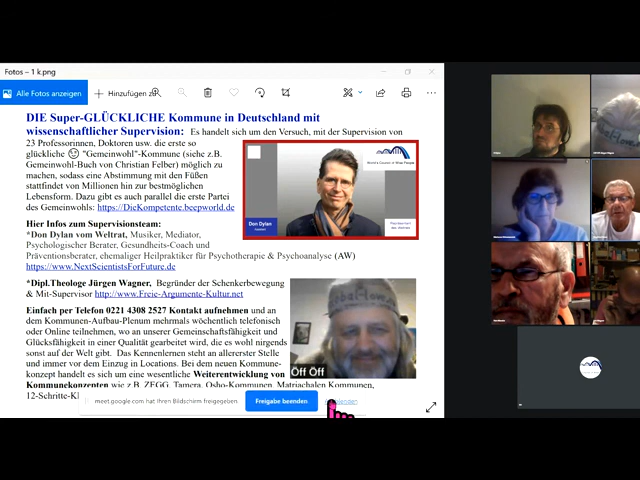 Fotos – 1 k.png
Alle Fotos anzeigen
Hinzufügen zu
DIE Super-GLÜCKLICHE Kommune in Deutschland mit
wissenschaftlicher Supervision: Es handelt sich um den Versuch, mit der Supervision von
23 Professorinnen, Doktoren usw. die erste so
glückliche "Gemeinwohl"-Kommune (siehe z.B.
Gemeinwohl-Buch von Christian Felber) möglich zu
machen, sodass eine Abstimmung mit den Füßen
stattfindet von Millionen hin zur bestmöglichen
Lebensform. Dazu gibt es auch parallel die erste Partei
des Gemeinwohls: https://DieKompetente.beepworld.de
Don Dylan
Hier Infos zum Supervisionsteam:
*Don Dylan vom Weltrat, Musiker, Mediator,
Psychologischer Berater, Gesundheits-Coach und
Präventionsberater, ehemaliger Heilpraktiker für Psychotherapie & Psychoanalyse (AW)
https://www.NextScientistsForFuture.de
*Dipl.Theologe Jürgen Wagner, Begründer der Schenkerbewegung
& Mit-Supervisor http://www.Freie-Argumente-Kultur.net
Einfach per Telefon 0221 4308 2527 Kontakt aufnehmen und an
dem Kommunen-Aufbau-Plenum mehrmals wöchentlich telefonisch
oder Online teilnehmen, wo an unserer Gemeinschaftsfähigkeit und
Glücksfähigkeit in einer Qualität gearbeitet wird, die es wohl nirgends
sonst auf der Welt gibt. Das Kennenlernen steht an allererster Stelle
und immer vor dem Einzug in Locations. Bei dem neuen Kommune-
konzept handelt es sich um eine wesentliche Weiterentwicklung von
Kommunekonzepten wie z.B. ZEGG, Tamera, Osho-Kommunen, Matriachalen Kommunen,
12-Schritte-Kl
Öff Öff
meet.google.com hat Ihren Bildschirm freigegeben.
Freigabe beenden